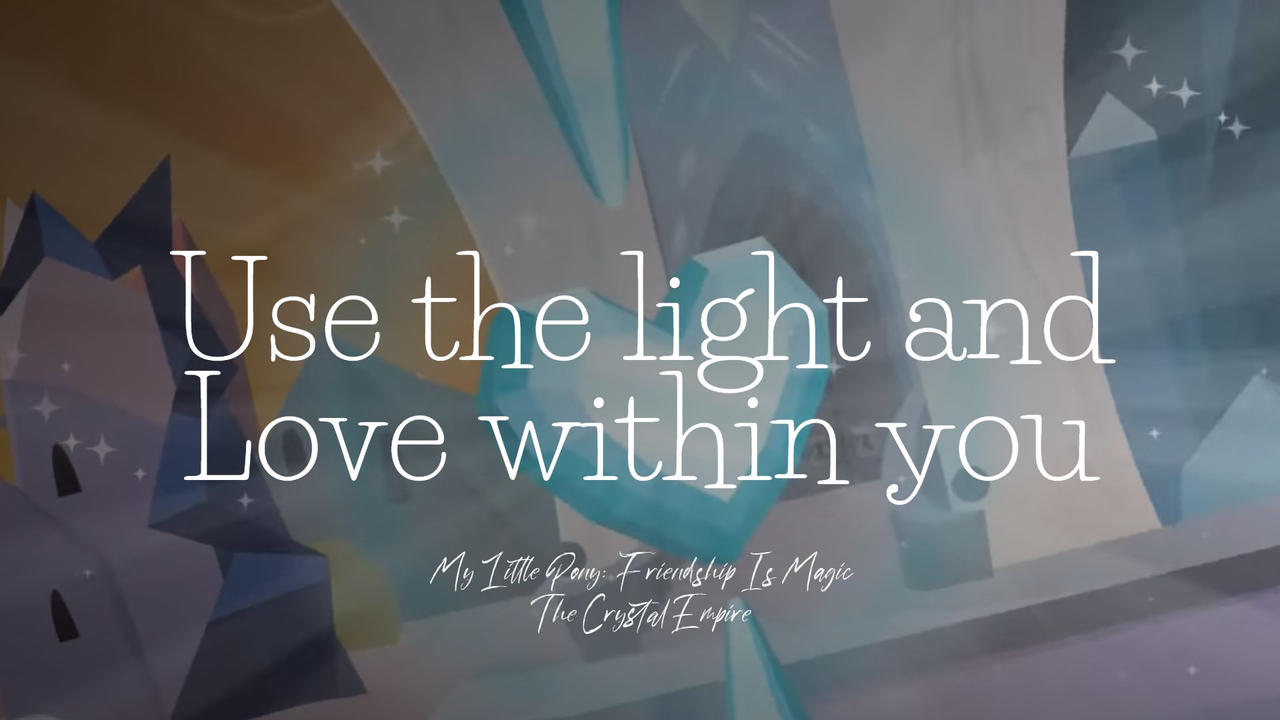 Use the light and
Love within you
My Little Pony: Friendship Is Magic
The Crystal Empire